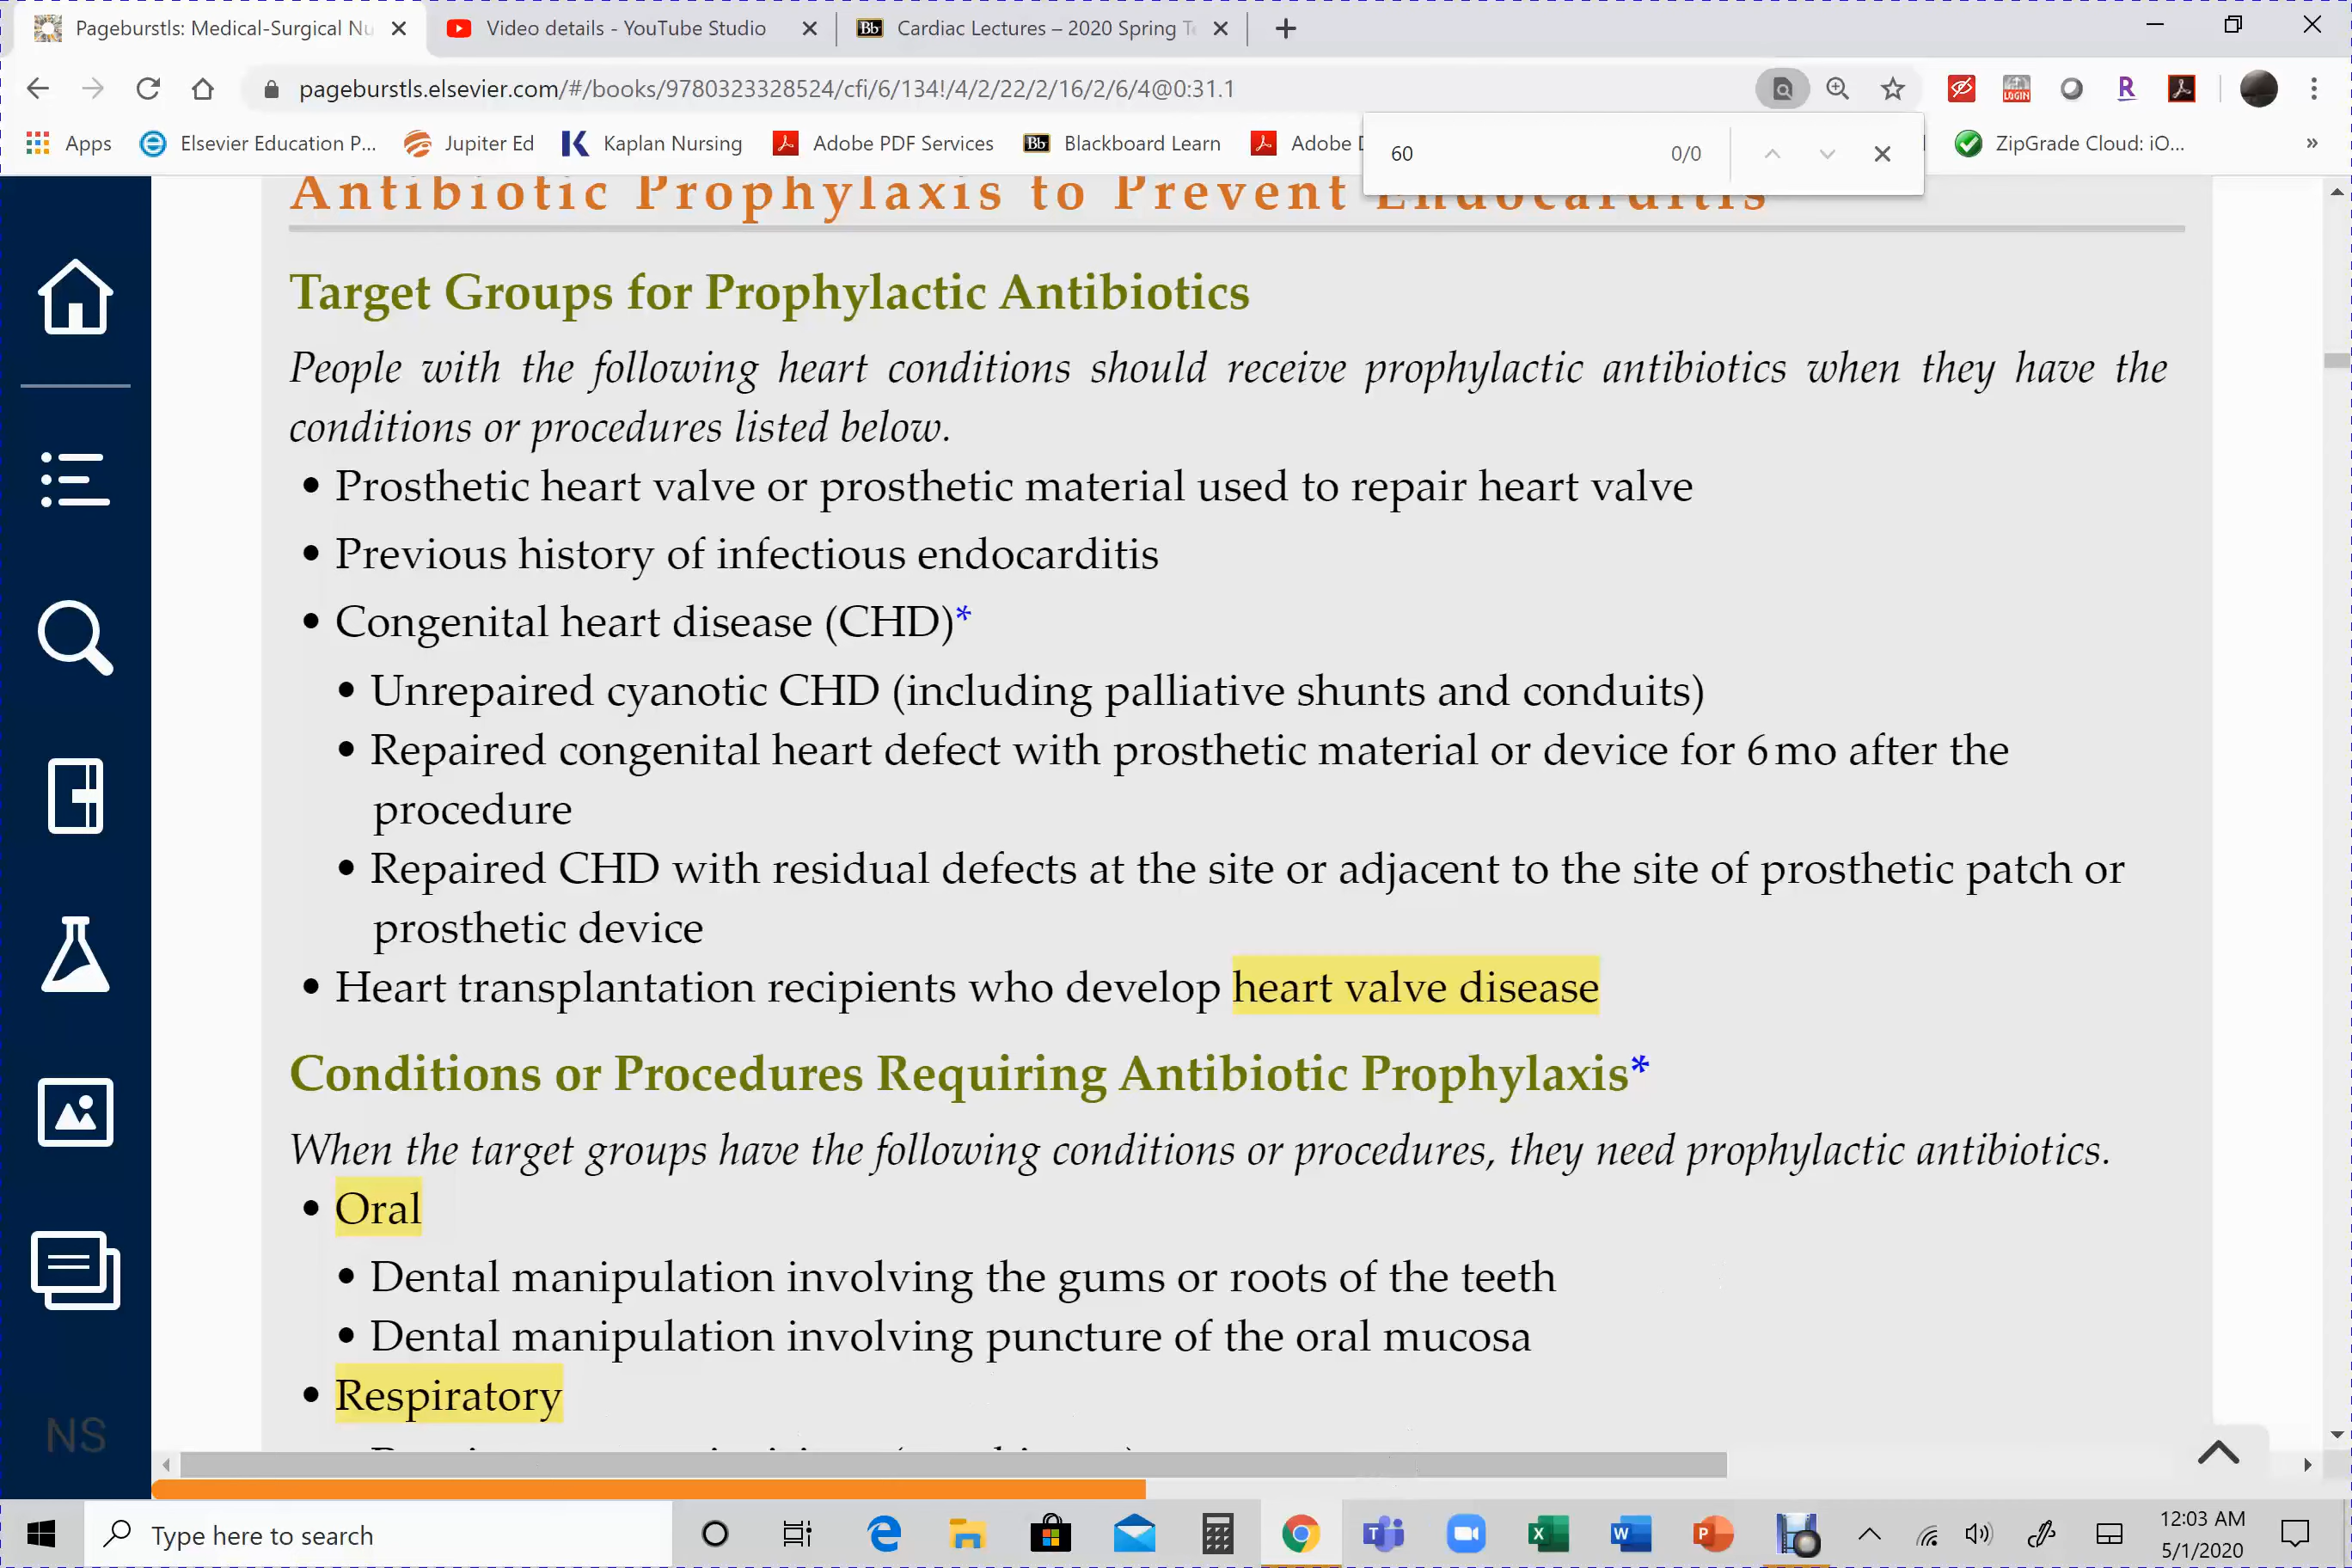 Pageburstls: Medical-Surgical Nu
Video details - YouTube Studio
Bb Cardiac Lectures – 2020 Spring Te
pageburstls.elsevier.com/#/books/9780323328524/cfi/6/134!/4/2/22/2/16/2/6/4@0:31.1
LOGIN
R
Apps
Elsevier Education P...
Jupiter Ed
Kaplan Nursing
Adobe PDF Services
Bb Blackboard Learn
Adobe
60 0/0
ZipGrade Cloud: iO...
»
Antibiotic Prophylaxis to Prevent Endocarditis
Target Groups for Prophylactic Antibiotics
People with the following heart conditions should receive prophylactic antibiotics when they have the
conditions or procedures listed below.
• Prosthetic heart valve or prosthetic material used to repair heart valve
• Previous history of infectious endocarditis
• Congenital heart disease (CHD)*
• Unrepaired cyanotic CHD (including palliative shunts and conduits)
• Repaired congenital heart defect with prosthetic material or device for 6 mo after the
procedure
• Repaired CHD with residual defects at the site or adjacent to the site of prosthetic patch or
prosthetic device
• Heart transplantation recipients who develop heart valve disease
Conditions or Procedures Requiring Antibiotic Prophylaxis*
When the target groups have the following conditions or procedures, they need prophylactic antibiotics.
• Oral
• Dental manipulation involving the gums or roots of the teeth
• Dental manipulation involving puncture of the oral mucosa
• Respiratory
NS
Type here to search
12:03 AM
5/1/2020